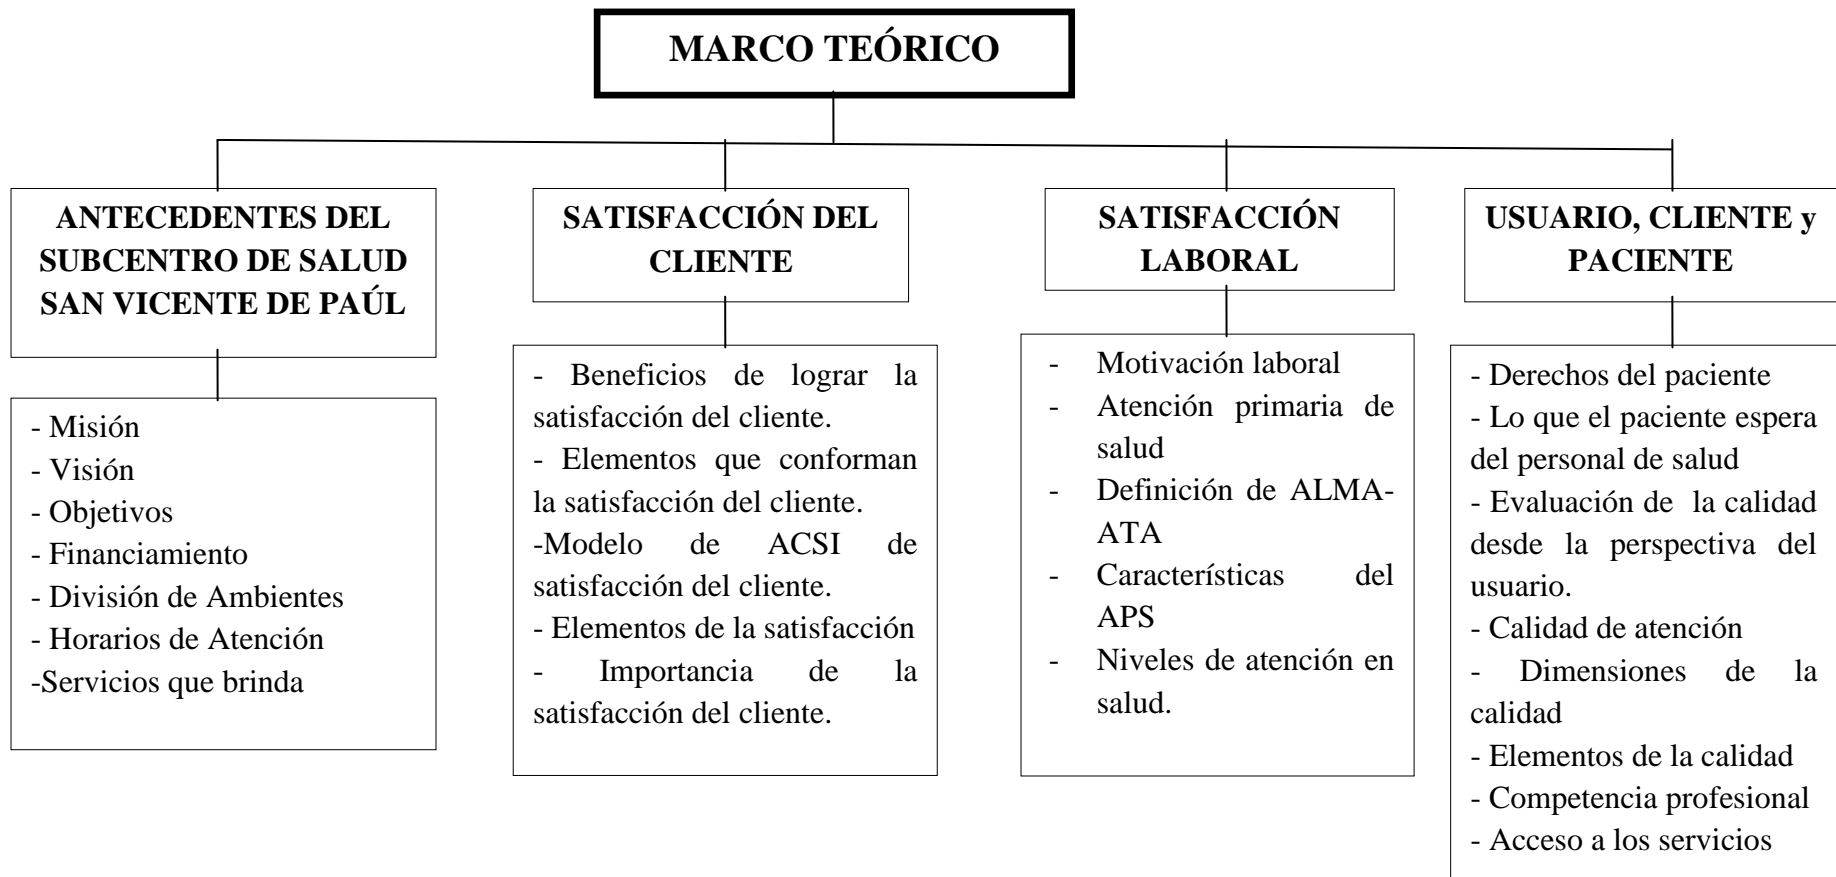 MARCO TEÓRICO
ANTECEDENTES DEL
SUBCENTRO DE SALUD
SAN VICENTE DE PAÚL
- Misión
- Visión
- Objetivos
- Financiamiento
- División de Ambientes
- Horarios de Atención
-Servicios que brinda
SATISFACCIÓN DEL
CLIENTE
- Beneficios de lograr la
satisfacción del cliente.
- Elementos que conforman
la satisfacción del cliente.
-Modelo de ACSI de
satisfacción del cliente.
- Elementos de la satisfacción
- Importancia de la
satisfacción del cliente.
SATISFACCIÓN
LABORAL
- Motivación laboral
- Atención primaria de
salud
- Definición de ALMA-
ATA
- Características del
APS
- Niveles de atención en
salud.
USUARIO, CLIENTE y
PACIENTE
- Derechos del paciente
- Lo que el paciente espera
del personal de salud
- Evaluación de la calidad
desde la perspectiva del
usuario.
- Calidad de atención
- Dimensiones de la
calidad
- Elementos de la calidad
- Competencia profesional
- Acceso a los servicios